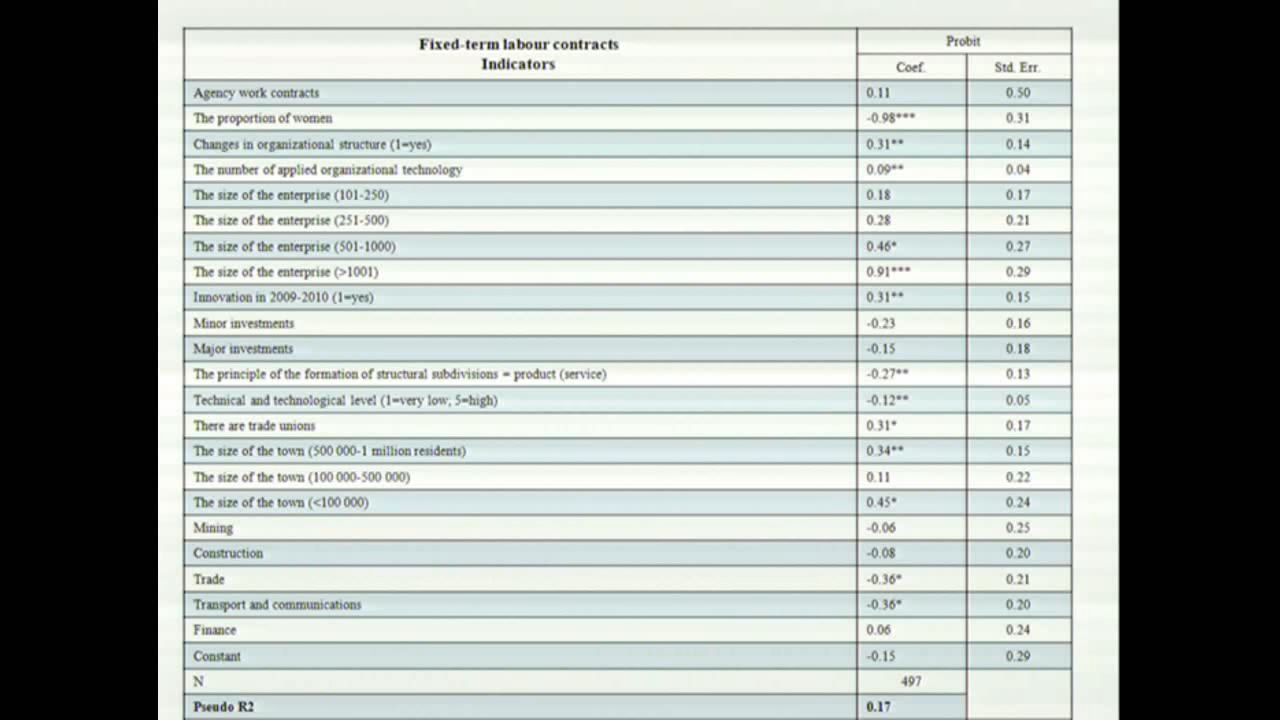 Fixed-term labour contracts
Indicators
Probit
Coef. Std. Err.
Agency work contracts 0.11 0.50
The proportion of women -0.98*** 0.31
Changes in organizational structure (1=yes) 0.31** 0.14
The number of applied organizational technology 0.09** 0.04
The size of the enterprise (101-250) 0.18 0.17
The size of the enterprise (251-500) 0.28 0.21
The size of the enterprise (501-1000) 0.46* 0.27
The size of the enterprise (>1001) 0.91*** 0.29
Innovation in 2009-2010 (1=yes) 0.31** 0.15
Minor investments -0.23 0.16
Major investments -0.15 0.18
The principle of the formation of structural subdivisions = product (service) -0.27** 0.13
Technical and technological level (1=very low; 5=high) -0.12** 0.05
There are trade unions 0.31* 0.17
The size of the town (500 000-1 million residents) 0.34** 0.15
The size of the town (100 000-500 000) 0.11 0.22
The size of the town (<100 000) 0.45* 0.24
Mining -0.06 0.25
Construction -0.08 0.20
Trade -0.36* 0.21
Transport and communications -0.36* 0.20
Finance 0.06 0.24
Constant -0.15 0.29
N 497
Pseudo R2 0.17